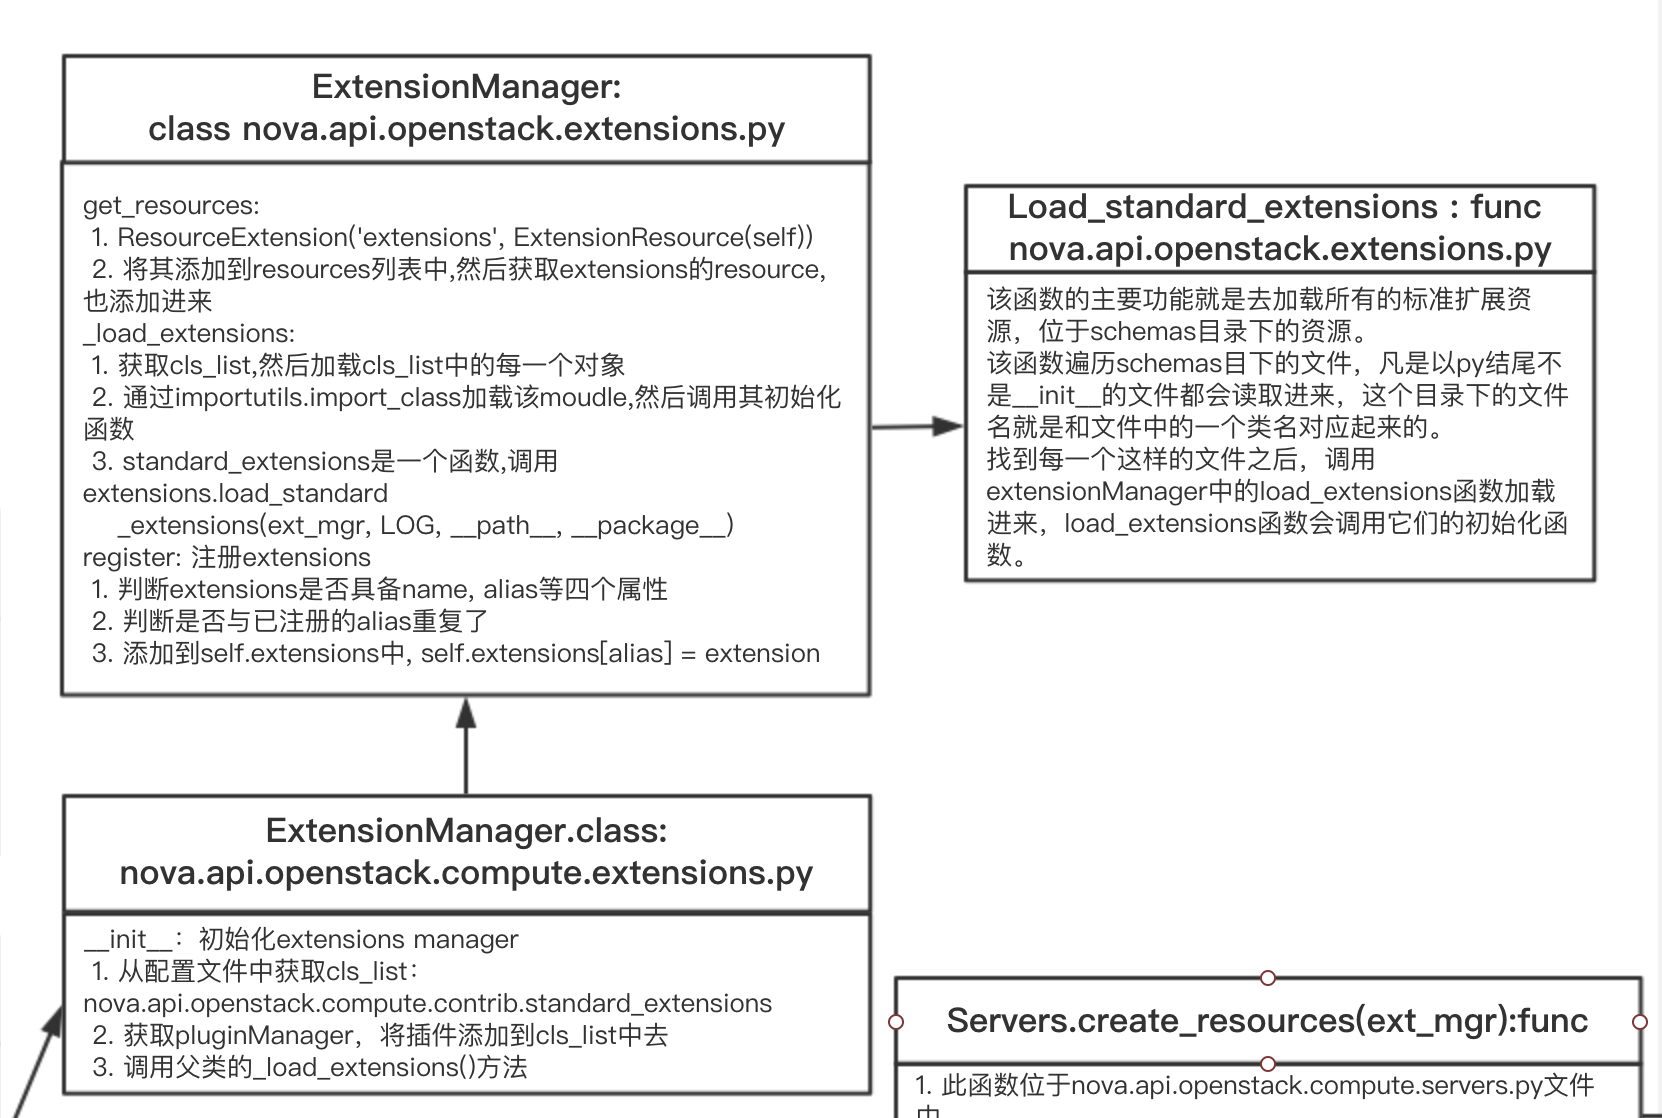 ExtensionManager:
class nova.api.openstack.extensions.py
get_resources:
1. ResourceExtension('extensions', ExtensionResource(self))
2. 将其添加到resources列表中,然后获取extensions的resource,
也添加进来
_load_extensions:
1. 获取cls_list,然后加载cls_list中的每一个对象
2. 通过importutils.import_class加载该moudle,然后调用其初始化
函数
3. standard_extensions是一个函数,调用
extensions.load_standard
_extensions(ext_mgr, LOG, __path__, __package__)
register: 注册extensions
1. 判断extensions是否具备name, alias等四个属性
2. 判断是否与已注册的alias重复了
3. 添加到self.extensions中, self.extensions[alias] = extension
Load_standard_extensions : func
nova.api.openstack.extensions.py
该函数的主要功能就是去加载所有的标准扩展资
源，位于schemas目录下的资源。
该函数遍历schemas目下的文件，凡是以py结尾不
是__init__的文件都会读取进来，这个目录下的文件
名就是和文件中的一个类名对应起来的。
找到每一个这样的文件之后，调用
extensionManager中的load_extensions函数加载
进来，load_extensions函数会调用它们的初始化函
数。
ExtensionManager.class:
nova.api.openstack.compute.extensions.py
__init__：初始化extensions manager
1. 从配置文件中获取cls_list：
nova.api.openstack.compute.contrib.standard_extensions
2. 获取pluginManager，将插件添加到cls_list中去
3. 调用父类的_load_extensions()方法
Servers.create_resources(ext_mgr):func
1. 此函数位于nova.api.openstack.compute.servers.py文件
中